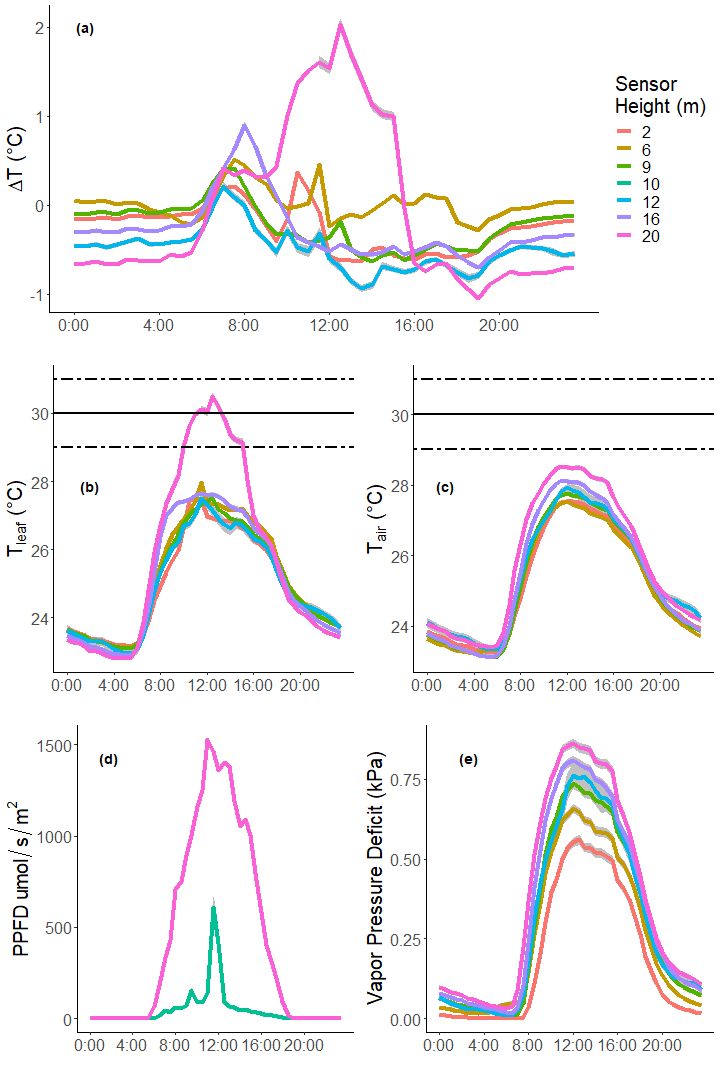 (a)
ΔT (°C)
2
1
0
-1
0:00 4:00 8:00 12:00 16:00 20:00
Sensor
Height (m)
2
6
9
10
12
16
20
(b)
Tleaf (°C)
30
28
26
24
0:00 4:00 8:00 12:00 16:00 20:00
(c)
Tair (°C)
30
28
26
24
0:00 4:00 8:00 12:00 16:00 20:00
(d)
PPFD umol/s/m2
1500
1000
500
0
0:00 4:00 8:00 12:00 16:00 20:00
(e)
Vapor Pressure Deficit (kPa)
0.75
0.50
0.25
0.00
0:00 4:00 8:00 12:00 16:00 20:00